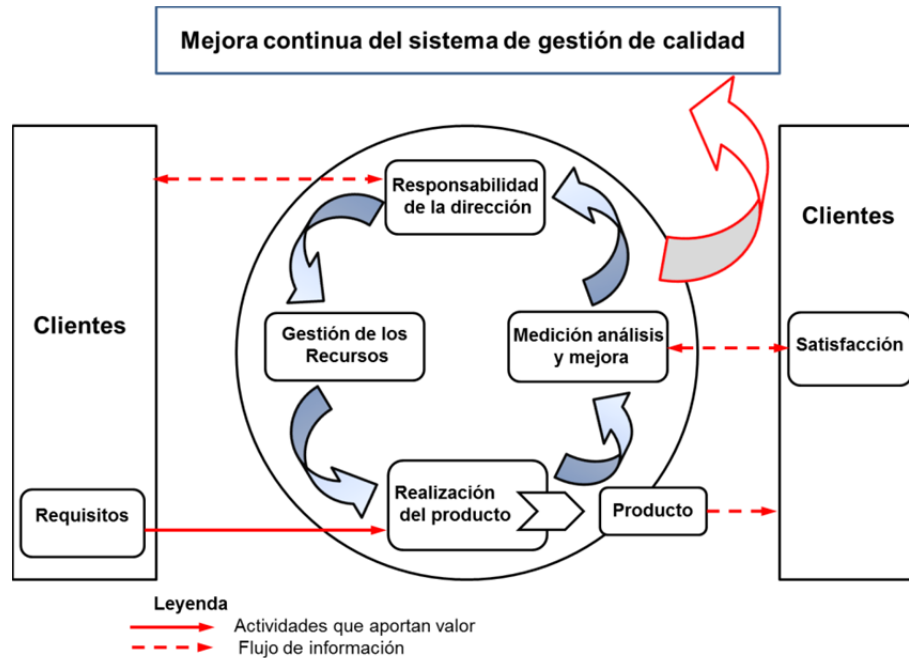 Mejora continua del sistema de gestión de calidad
Responsabilidad
de la dirección
Clientes
Clientes
Gestión de los
Recursos
Medición análisis
y mejora
Satisfacción
Realización
del producto
Requisitos
Producto
Leyenda
Actividades que aportan valor
Flujo de información